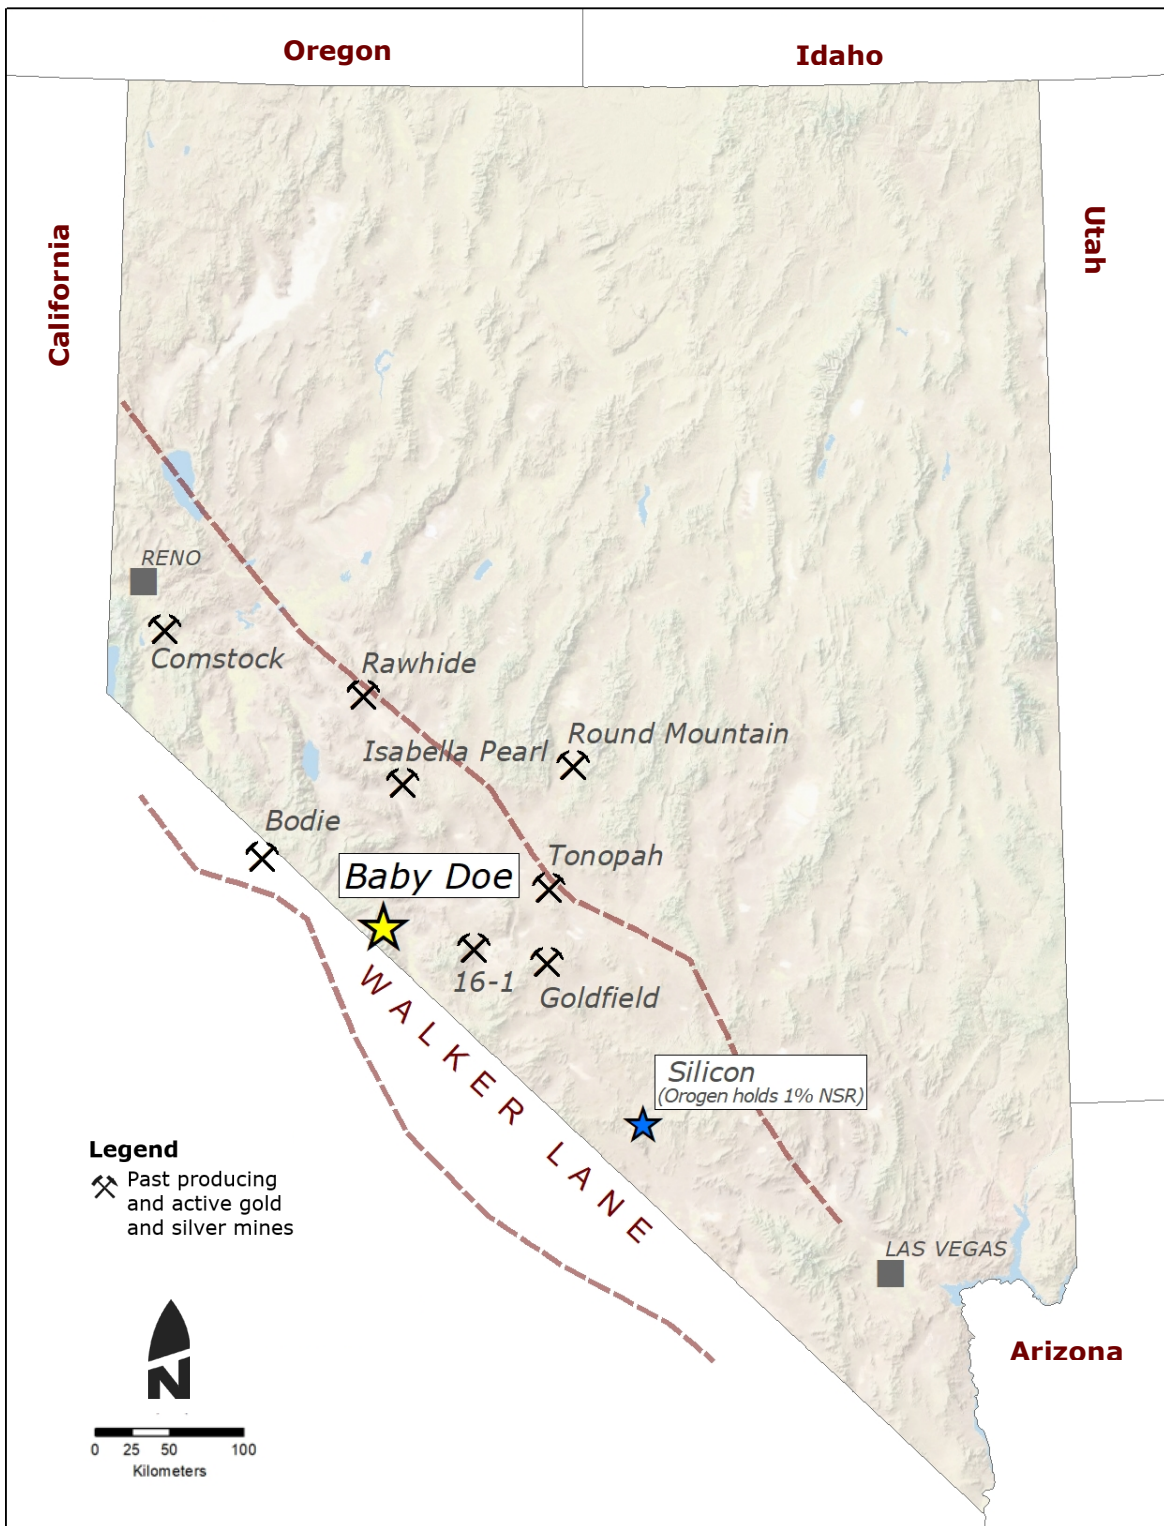 Oregon
Idaho
California
Utah
RENO
Comstock
Rawhide
Round Mountain
Isabella Pearl
Bodie
Tonopah
Baby Doe
16-1
Goldfield
WALKER LANE
Silicon
(Orogen holds 1% NSR)
Legend
Past producing
and active gold
and silver mines
LAS VEGAS
Arizona
N
0 25 50 100
Kilometers